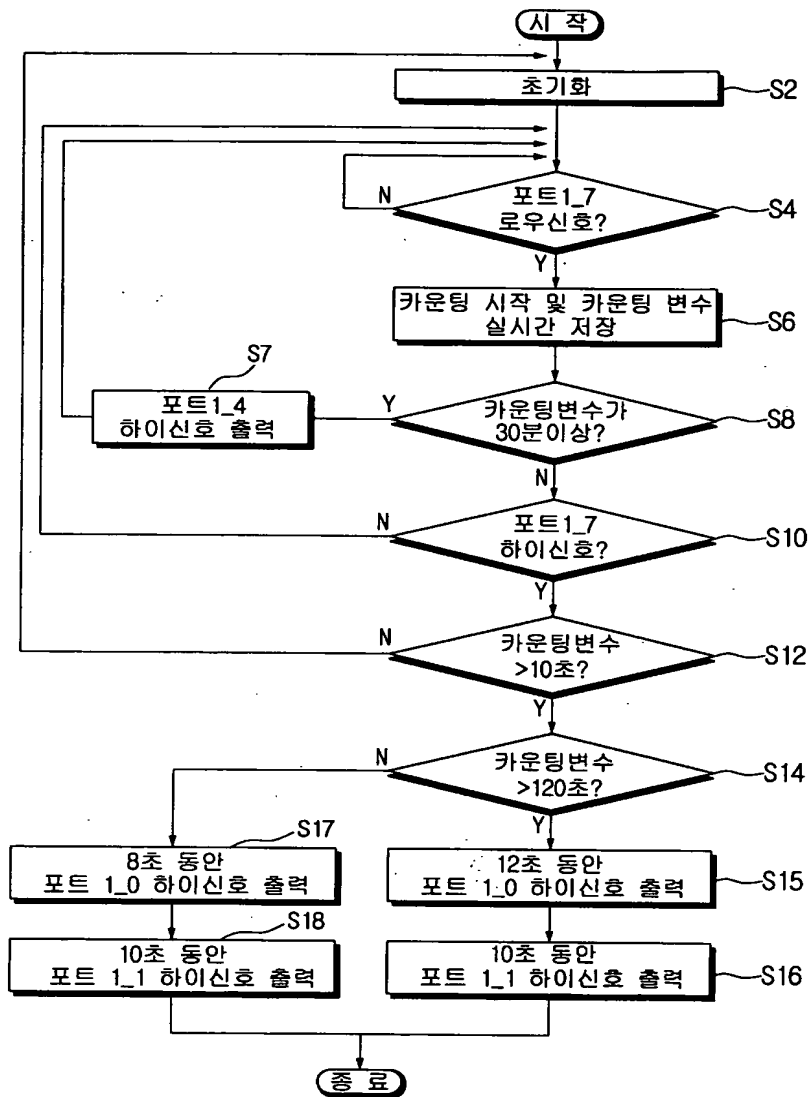 시 작
초기화
S2
N
포트1_7
로우신호?
S4
Y
카운팅 시작 및 카운팅 변수
실시간 저장
S6
S7
포트1_4
하이신호 출력
Y
카운팅변수가
30분이상?
S8
N
N
포트1_7
하이신호?
S10
Y
N
카운팅변수
>10초?
S12
Y
N
카운팅변수
>120초?
S14
Y
S17
8초 동안
포트 1_0 하이신호 출력
12초 동안
포트 1_0 하이신호 출력
S15
S18
10초 동안
포트 1_1 하이신호 출력
10초 동안
포트 1_1 하이신호 출력
S16
종 료